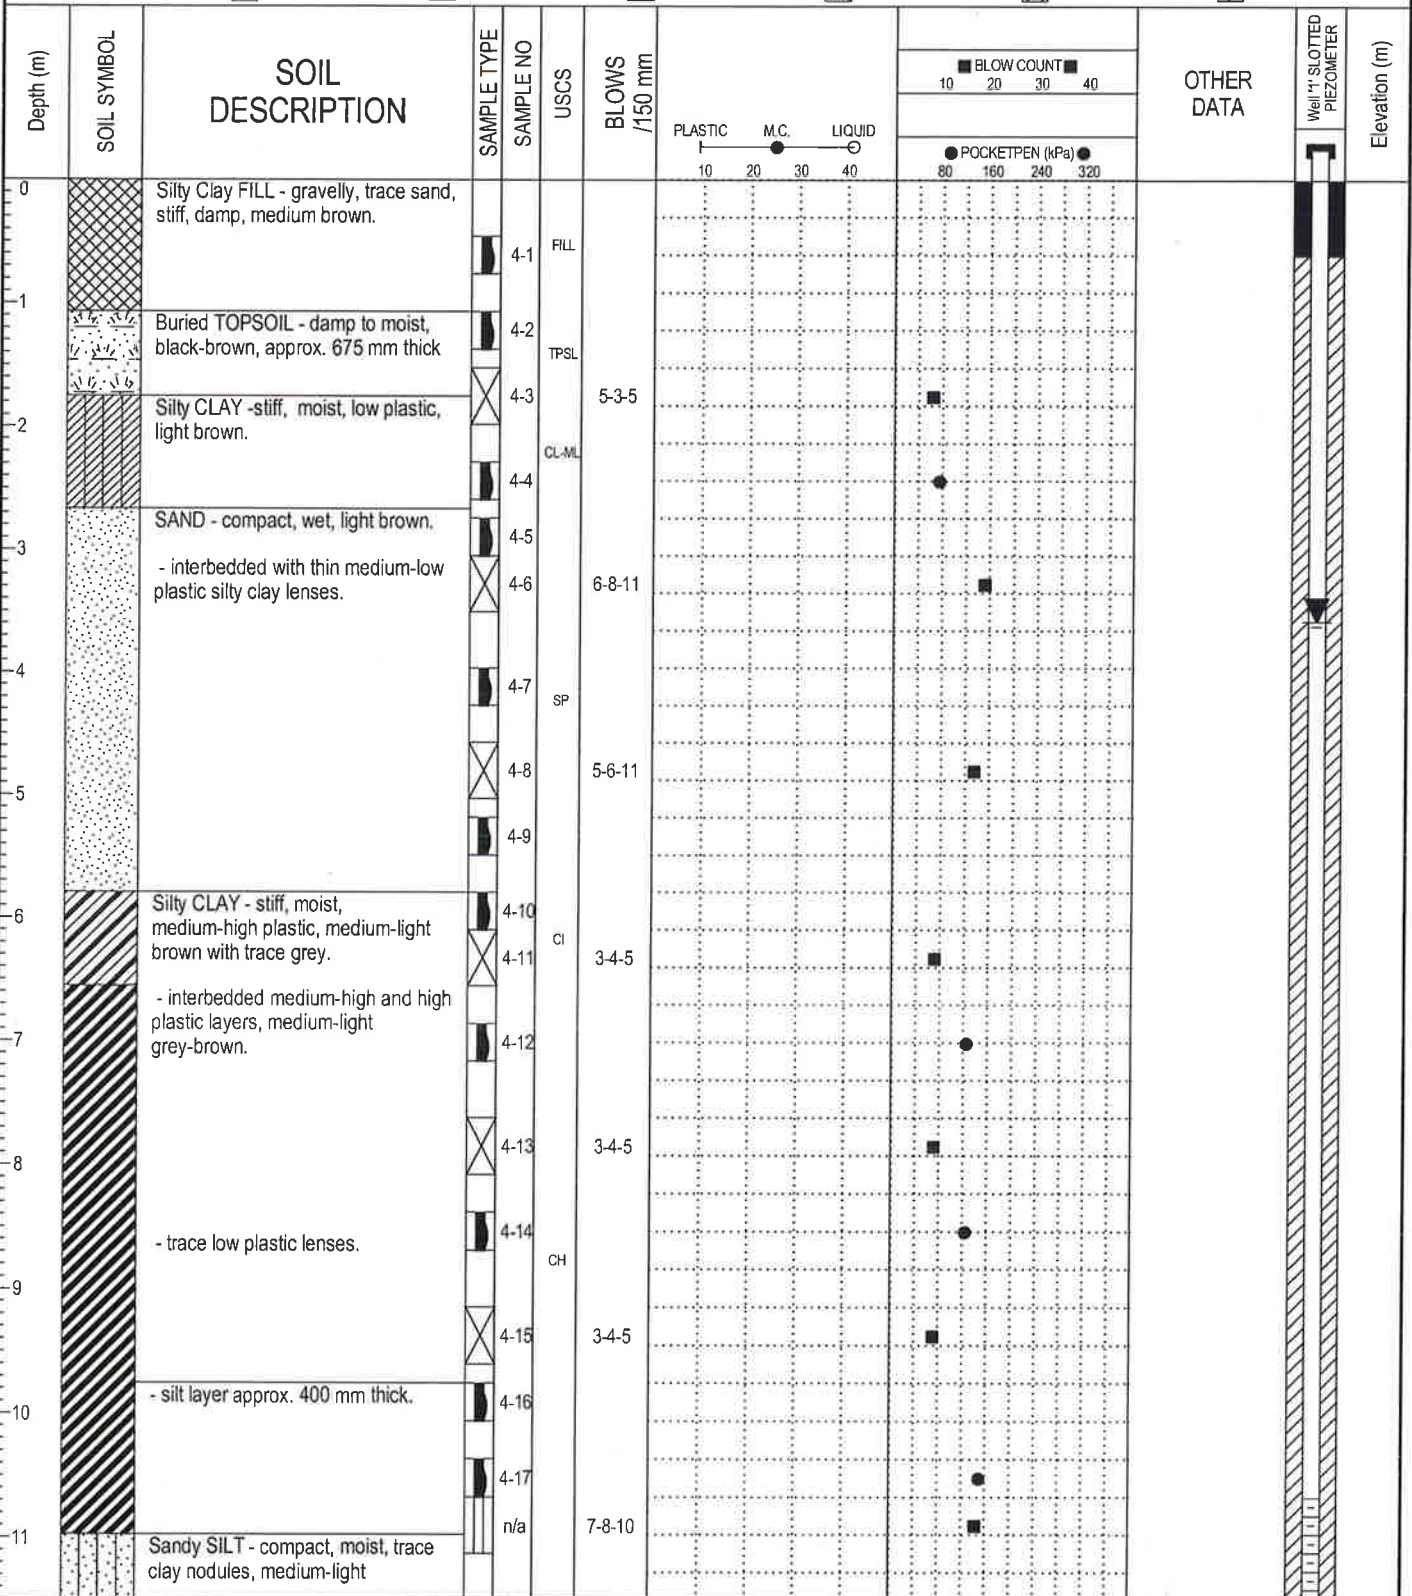 Depth (m)
SOIL SYMBOL
SOIL
DESCRIPTION
SAMPLE TYPE
SAMPLE NO
USCS
BLOWS
/150 mm
PLASTIC M.C. LIQUID
10 20 30 40
BLOW COUNT
10 20 30 40
POCKETPEN (kPa)
80 160 240 320
OTHER
DATA
Well "1" SLOTTED
PIEZOMETER
Elevation (m)
0
Silty Clay FILL - gravelly, trace sand,
stiff, damp, medium brown.
4-1
FILL
1
Buried TOPSOIL - damp to moist,
black-brown, approx. 675 mm thick
4-2
TPSL
4-3
5-3-5
Silty CLAY -stiff, moist, low plastic,
light brown.
2
CL-ML
4-4
SAND - compact, wet, light brown.
4-5
3
- interbedded with thin medium-low
plastic silty clay lenses.
4-6
6-8-11
4
4-7
SP
4-8
5-6-11
5
4-9
Silty CLAY - stiff, moist,
medium-high plastic, medium-light
brown with trace grey.
6
4-10
CI
4-11
3-4-5
- interbedded medium-high and high
plastic layers, medium-light
grey-brown.
7
4-12
4-13
3-4-5
8
4-14
- trace low plastic lenses.
CH
9
4-15
3-4-5
- silt layer approx. 400 mm thick.
4-16
10
4-17
n/a
7-8-10
11
Sandy SILT - compact, moist, trace
clay nodules, medium-light